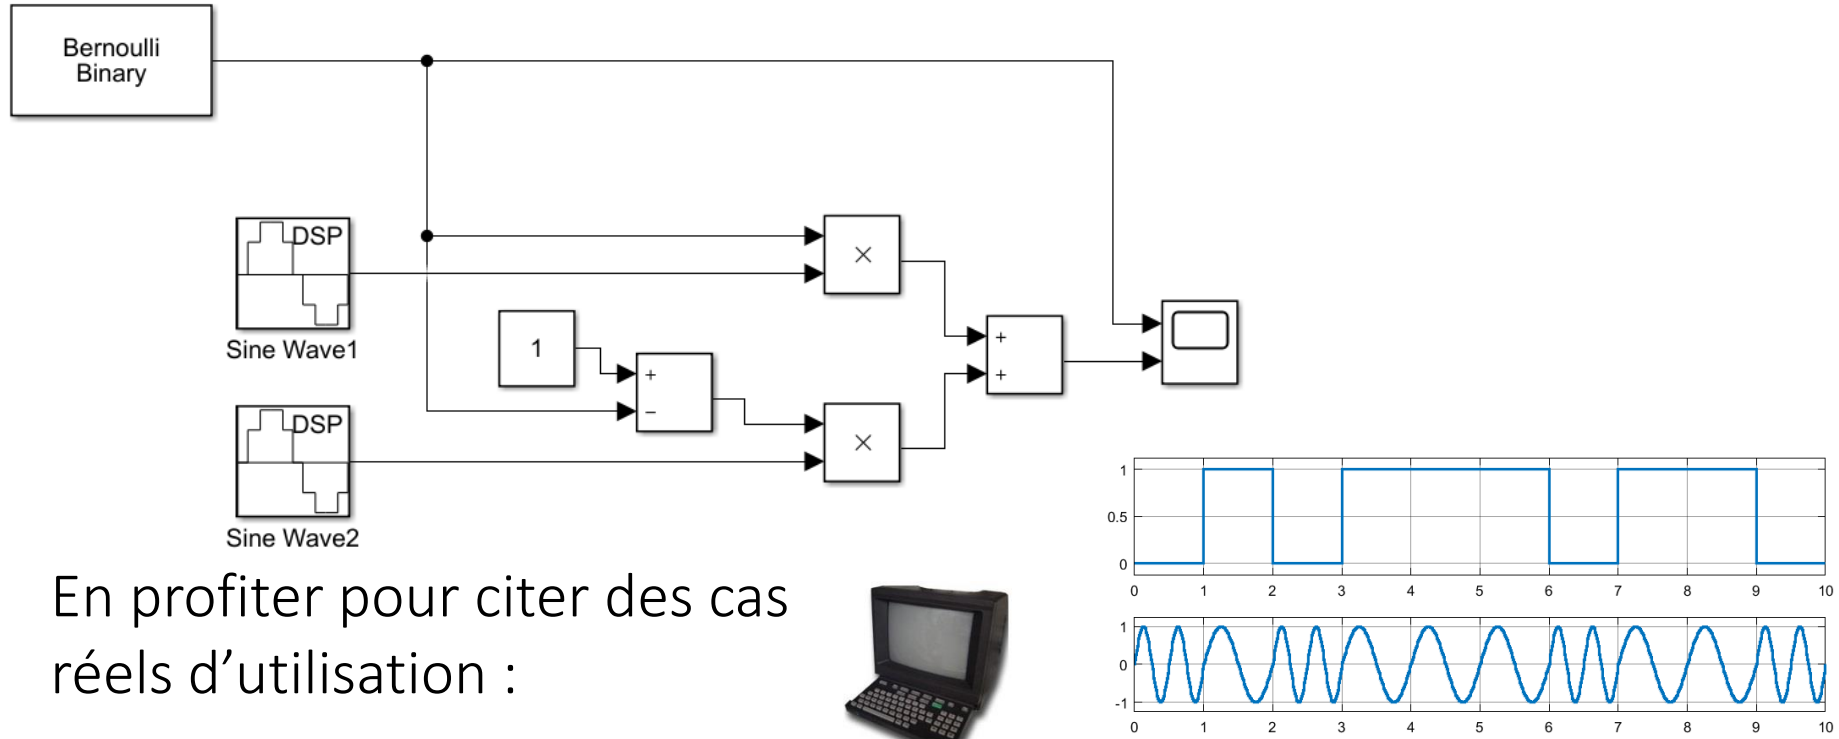 Bernoulli
Binary
DSP
×
Sine Wave1
1
+
−
+
+
DSP
×
Sine Wave2
En profiter pour citer des cas
réels d’utilisation :
1
0.5
0
0 1 2 3 4 5 6 7 8 9 10
1
0
-1
0 1 2 3 4 5 6 7 8 9 10